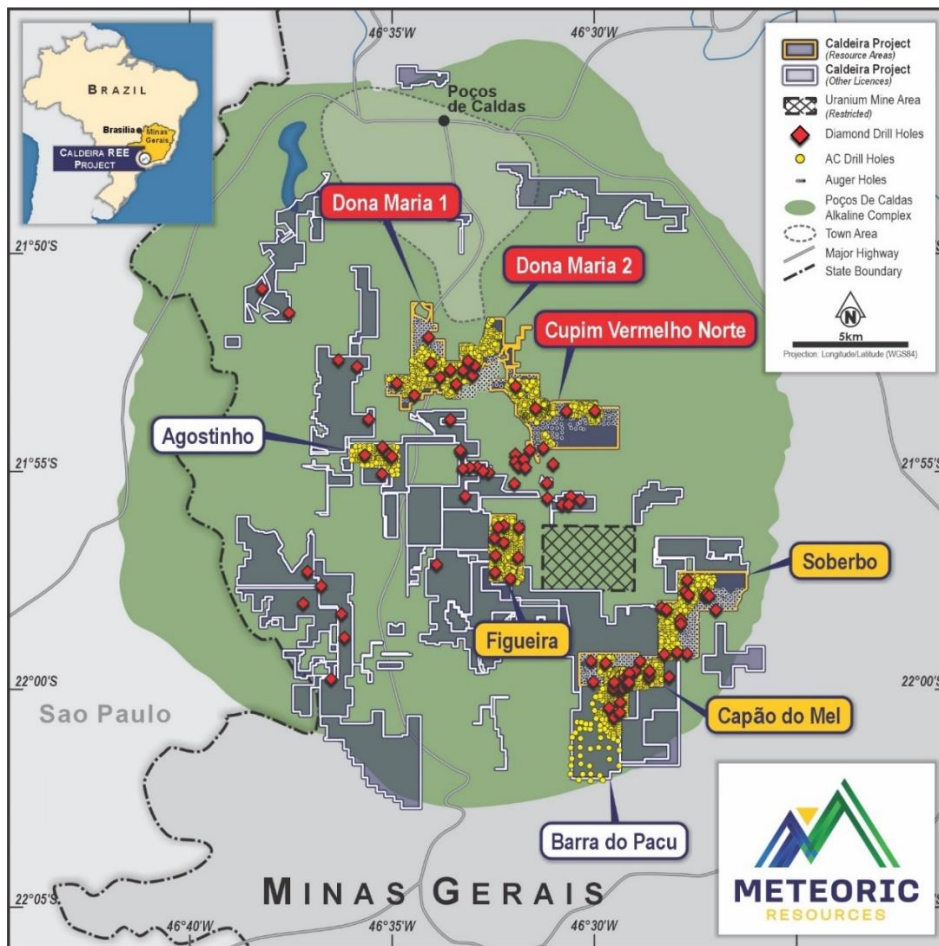 46°35'W
46°30'W
BRAZIL
Brasilia
Minas
Gerais
CALDEIRA REE
PROJECT
Poços
de Caldas
Caldeira Project
(Resource Areas)
Caldeira Project
(Other Licences)
Uranium Mine Area
(Restricted)
Diamond Drill Holes
AC Drill Holes
Auger Holes
Poços De Caldas
Alkaline Complex
Town Area
Major Highway
State Boundary
N
5km
Projection: Longitude/Latitude (WGS84)
Dona Maria 1
21°50'S
21°50'S
Dona Maria 2
Cupim Vermelho Norte
Agostinho
21°55'S
21°55'S
Soberbo
Figueira
22°00'S
22°00'S
Sao Paulo
Capão do Mel
Barra do Pacu
MINAS GERAIS
METEORIC
RESOURCES
22°05'S
46°40'W
46°35'W
46°30'W